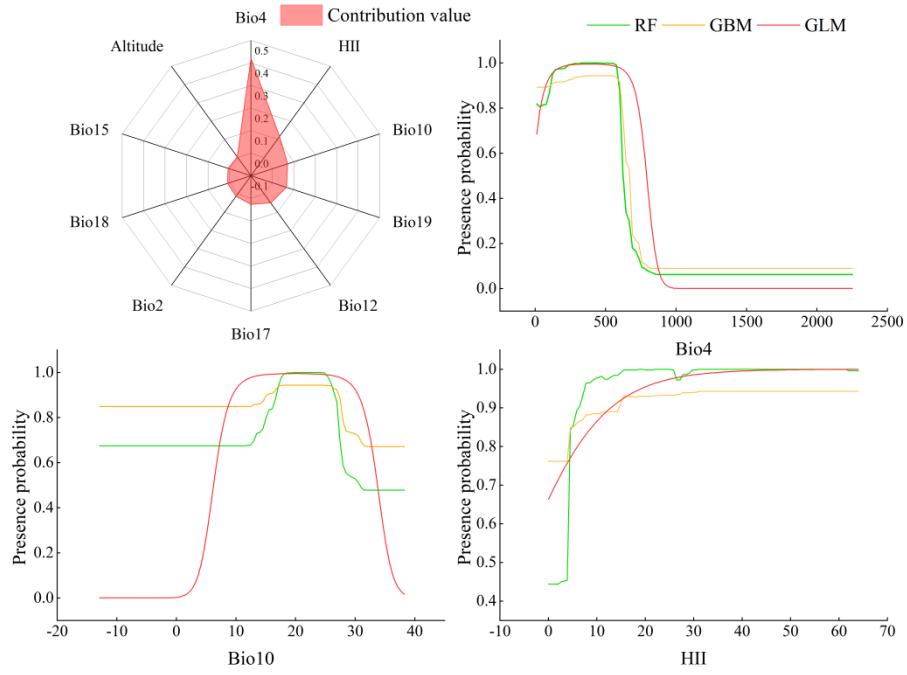 Bio4
Contribution value
Altitude
HII
0.5
0.4
0.3
0.2
0.1
0.0
-0.1
Bio15
Bio10
Bio18
Bio19
Bio2
Bio12
Bio17
RF
GBM
GLM
Presence probability
1.0
0.8
0.6
0.4
0.2
0.0
0
500
1000
1500
2000
2500
Bio4
Presence probability
1.0
0.8
0.6
0.4
0.2
0.0
-20
-10
0
10
20
30
40
Bio10
Presence probability
1.0
0.9
0.8
0.7
0.6
0.5
0.4
-10
0
10
20
30
40
50
60
70
HII